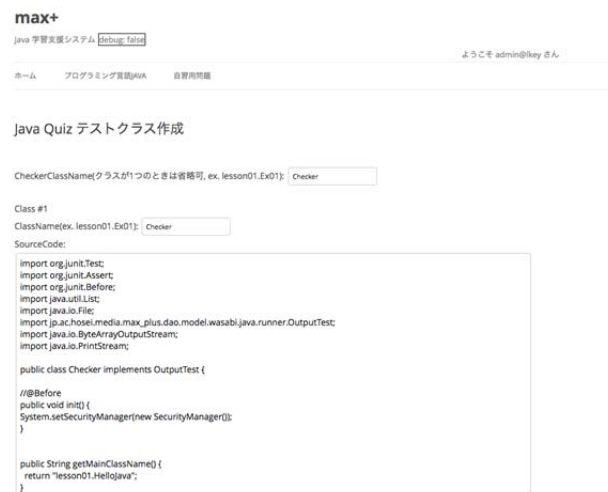 max+
Java 学習支援システム debug: false
ようこそ admin@lkey さん
ホーム プログラミング言語JAVA 自習用問題
Java Quiz テストクラス作成
CheckerClassName(クラスが1つのときは省略可, ex. lesson01.Ex01): Checker
Class #1
ClassName(ex. lesson01.Ex01): Checker
SourceCode:
import org.junit.Test;
import org.junit.Assert;
import org.junit.Before;
import java.util.List;
import java.io.File;
import jp.ac.hosei.media.max_plus.dao.model.wasabi.java.runner.OutputTest;
import java.io.ByteArrayOutputStream;
import java.io.PrintStream;
public class Checker implements OutputTest {
//@Before
public void init() {
System.setSecurityManager(new SecurityManager());
}
public String getMainClassName() {
return "lesson01.HelloJava";
}